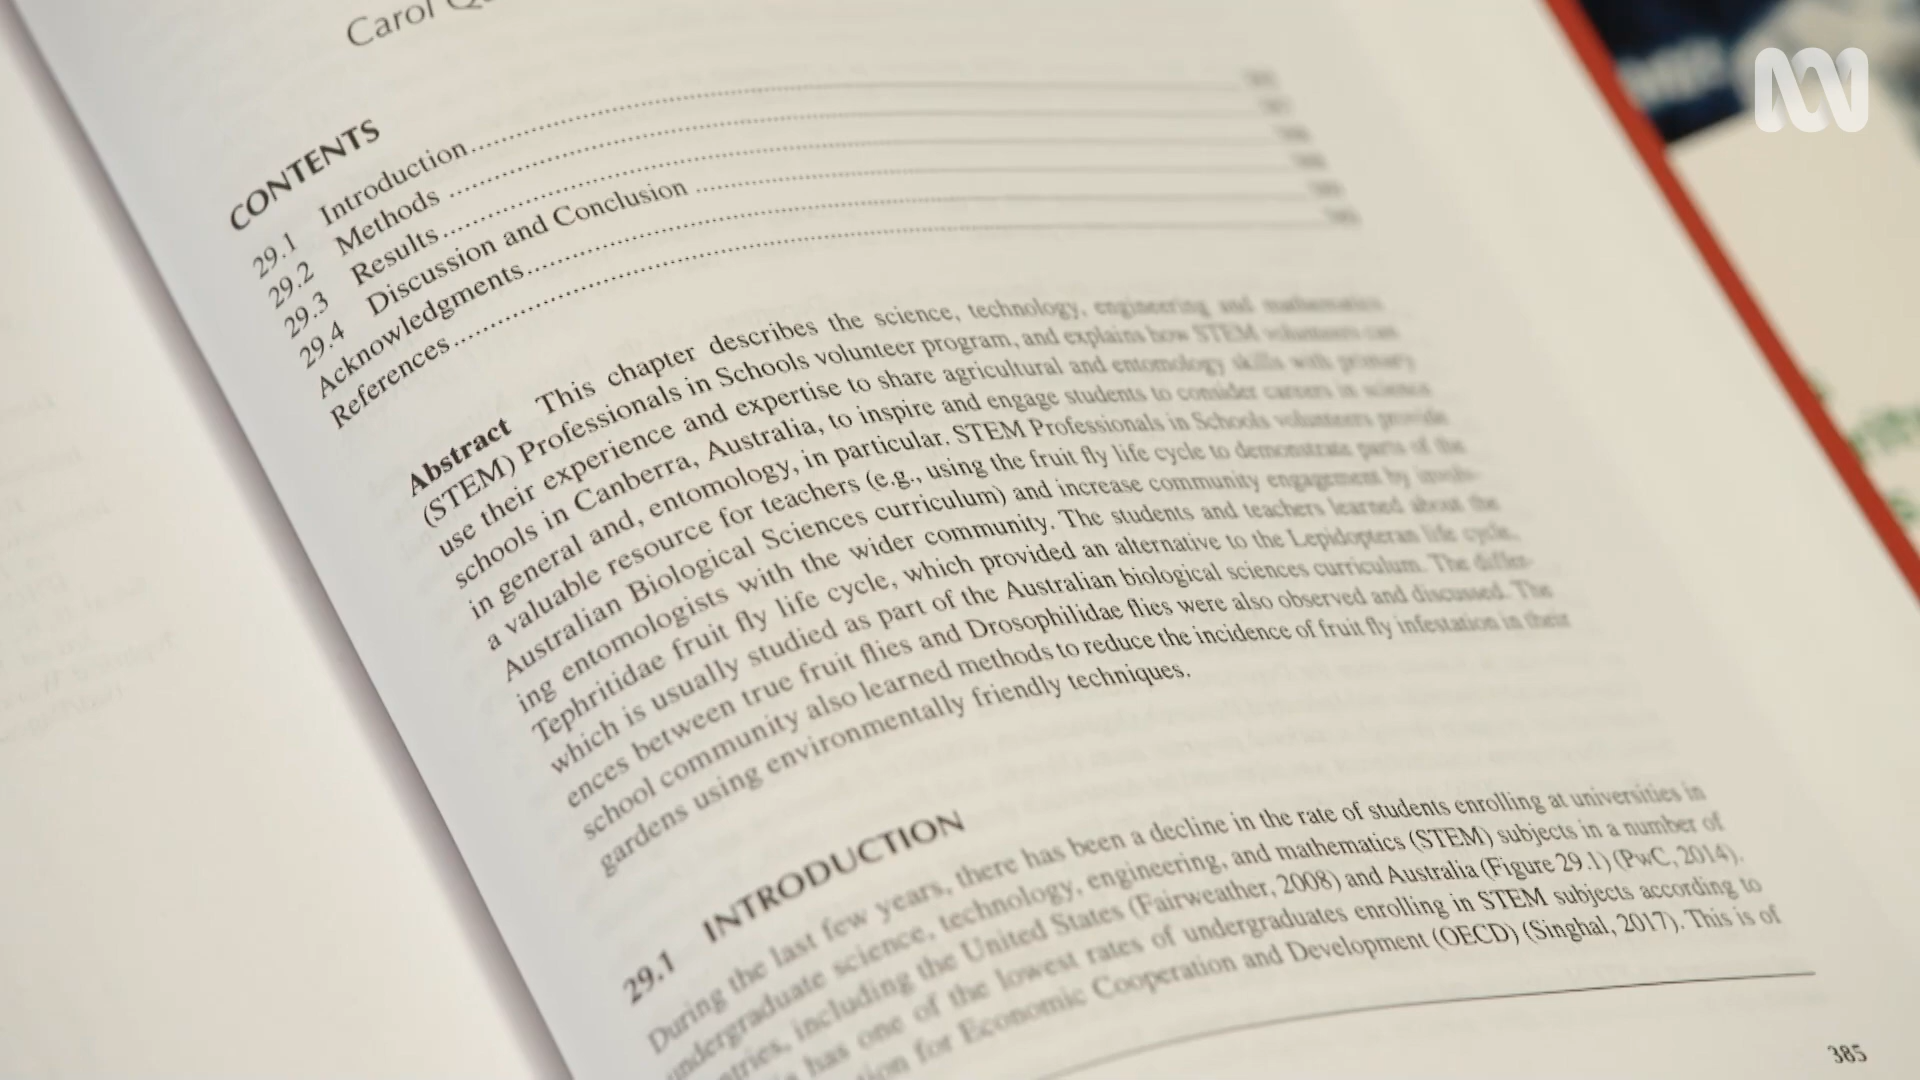 Carol
CONTENTS
29.1 Introduction
29.2 Methods
29.3 Results
29.4 Discussion and Conclusion
Acknowledgments
References
Abstract This chapter describes the science, technology, engineering and mathematics
(STEM) Professionals in Schools volunteer program, and explains how STEM volunteers can
use their experience and expertise to share agricultural and entomology skills with primary
schools in Canberra, Australia, to inspire and engage students to consider careers in science
in general and, entomology, in particular. STEM Professionals in Schools volunteers provide
a valuable resource for teachers (e.g., using the fruit fly life cycle to demonstrate parts of the
Australian Biological Sciences curriculum) and increase community engagement by involv-
ing entomologists with the wider community. The students and teachers learned about the
Tephritidae fruit fly life cycle, which provided an alternative to the Lepidopteran life cycle,
which is usually studied as part of the Australian biological sciences curriculum. The differ-
ences between true fruit flies and Drosophilidae flies were also observed and discussed. The
school community also learned methods to reduce the incidence of fruit fly infestation in their
gardens using environmentally friendly techniques.
29.1 INTRODUCTION
During the last few years, there has been a decline in the rate of students enrolling at universities in
undergraduate science, technology, engineering, and mathematics (STEM) subjects in a number of
ntries, including the United States (Fairweather, 2008) and Australia (Figure 29.1) (PwC, 2014).
has one of the lowest rates of undergraduates enrolling in STEM subjects according to
tion for Economic Cooperation and Development (OECD) (Singhal, 2017). This is of
385